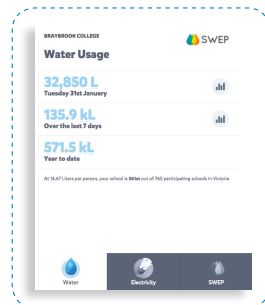 BRAYBROOK COLLEGE
SWEP
Water Usage
32,850 L
Tuesday 31st January
135.9 kL
Over the last 7 days
571.5 kL
Year to date
At 14.67 Liters per person, your school is 561st out of 760 participating schools in Victoria
Water
Electricity
SWEP